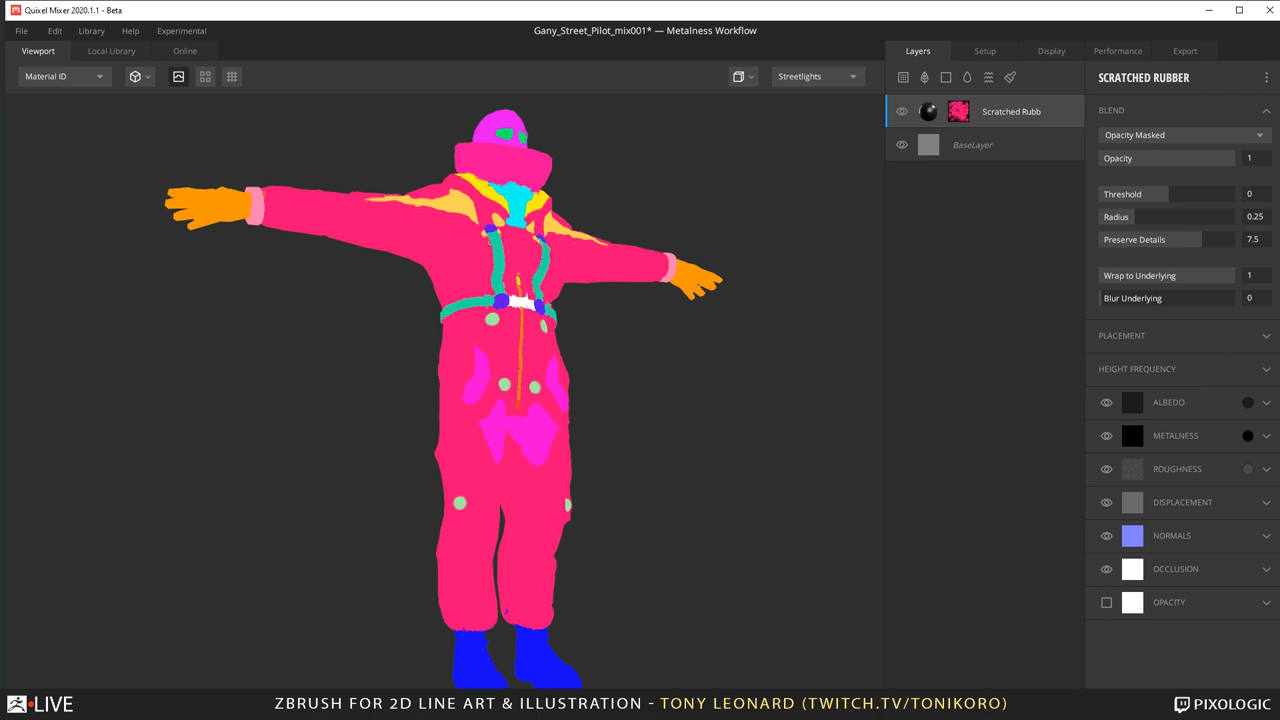 Quixel Mixer 2020.1.1 - Beta
File Edit Library Help Experimental
Gany_Street_Pilot_mix001* — Metalness Workflow
Viewport Local Library Online
Layers Setup Display Performance Export
Material ID
Streetlights
SCRATCHED RUBBER
BLEND
Scratched Rubb
BaseLayer
Opacity Masked
Opacity 1
Threshold 0
Radius 0.25
Preserve Details 7.5
Wrap to Underlying 1
Blur Underlying 0
PLACEMENT
HEIGHT FREQUENCY
ALBEDO
METALNESS
ROUGHNESS
DISPLACEMENT
NORMALS
OCCLUSION
OPACITY
LIVE
ZBRUSH FOR 2D LINE ART & ILLUSTRATION - TONY LEONARD (TWITCH.TV/TONIKORO)
PIXOLOGIC